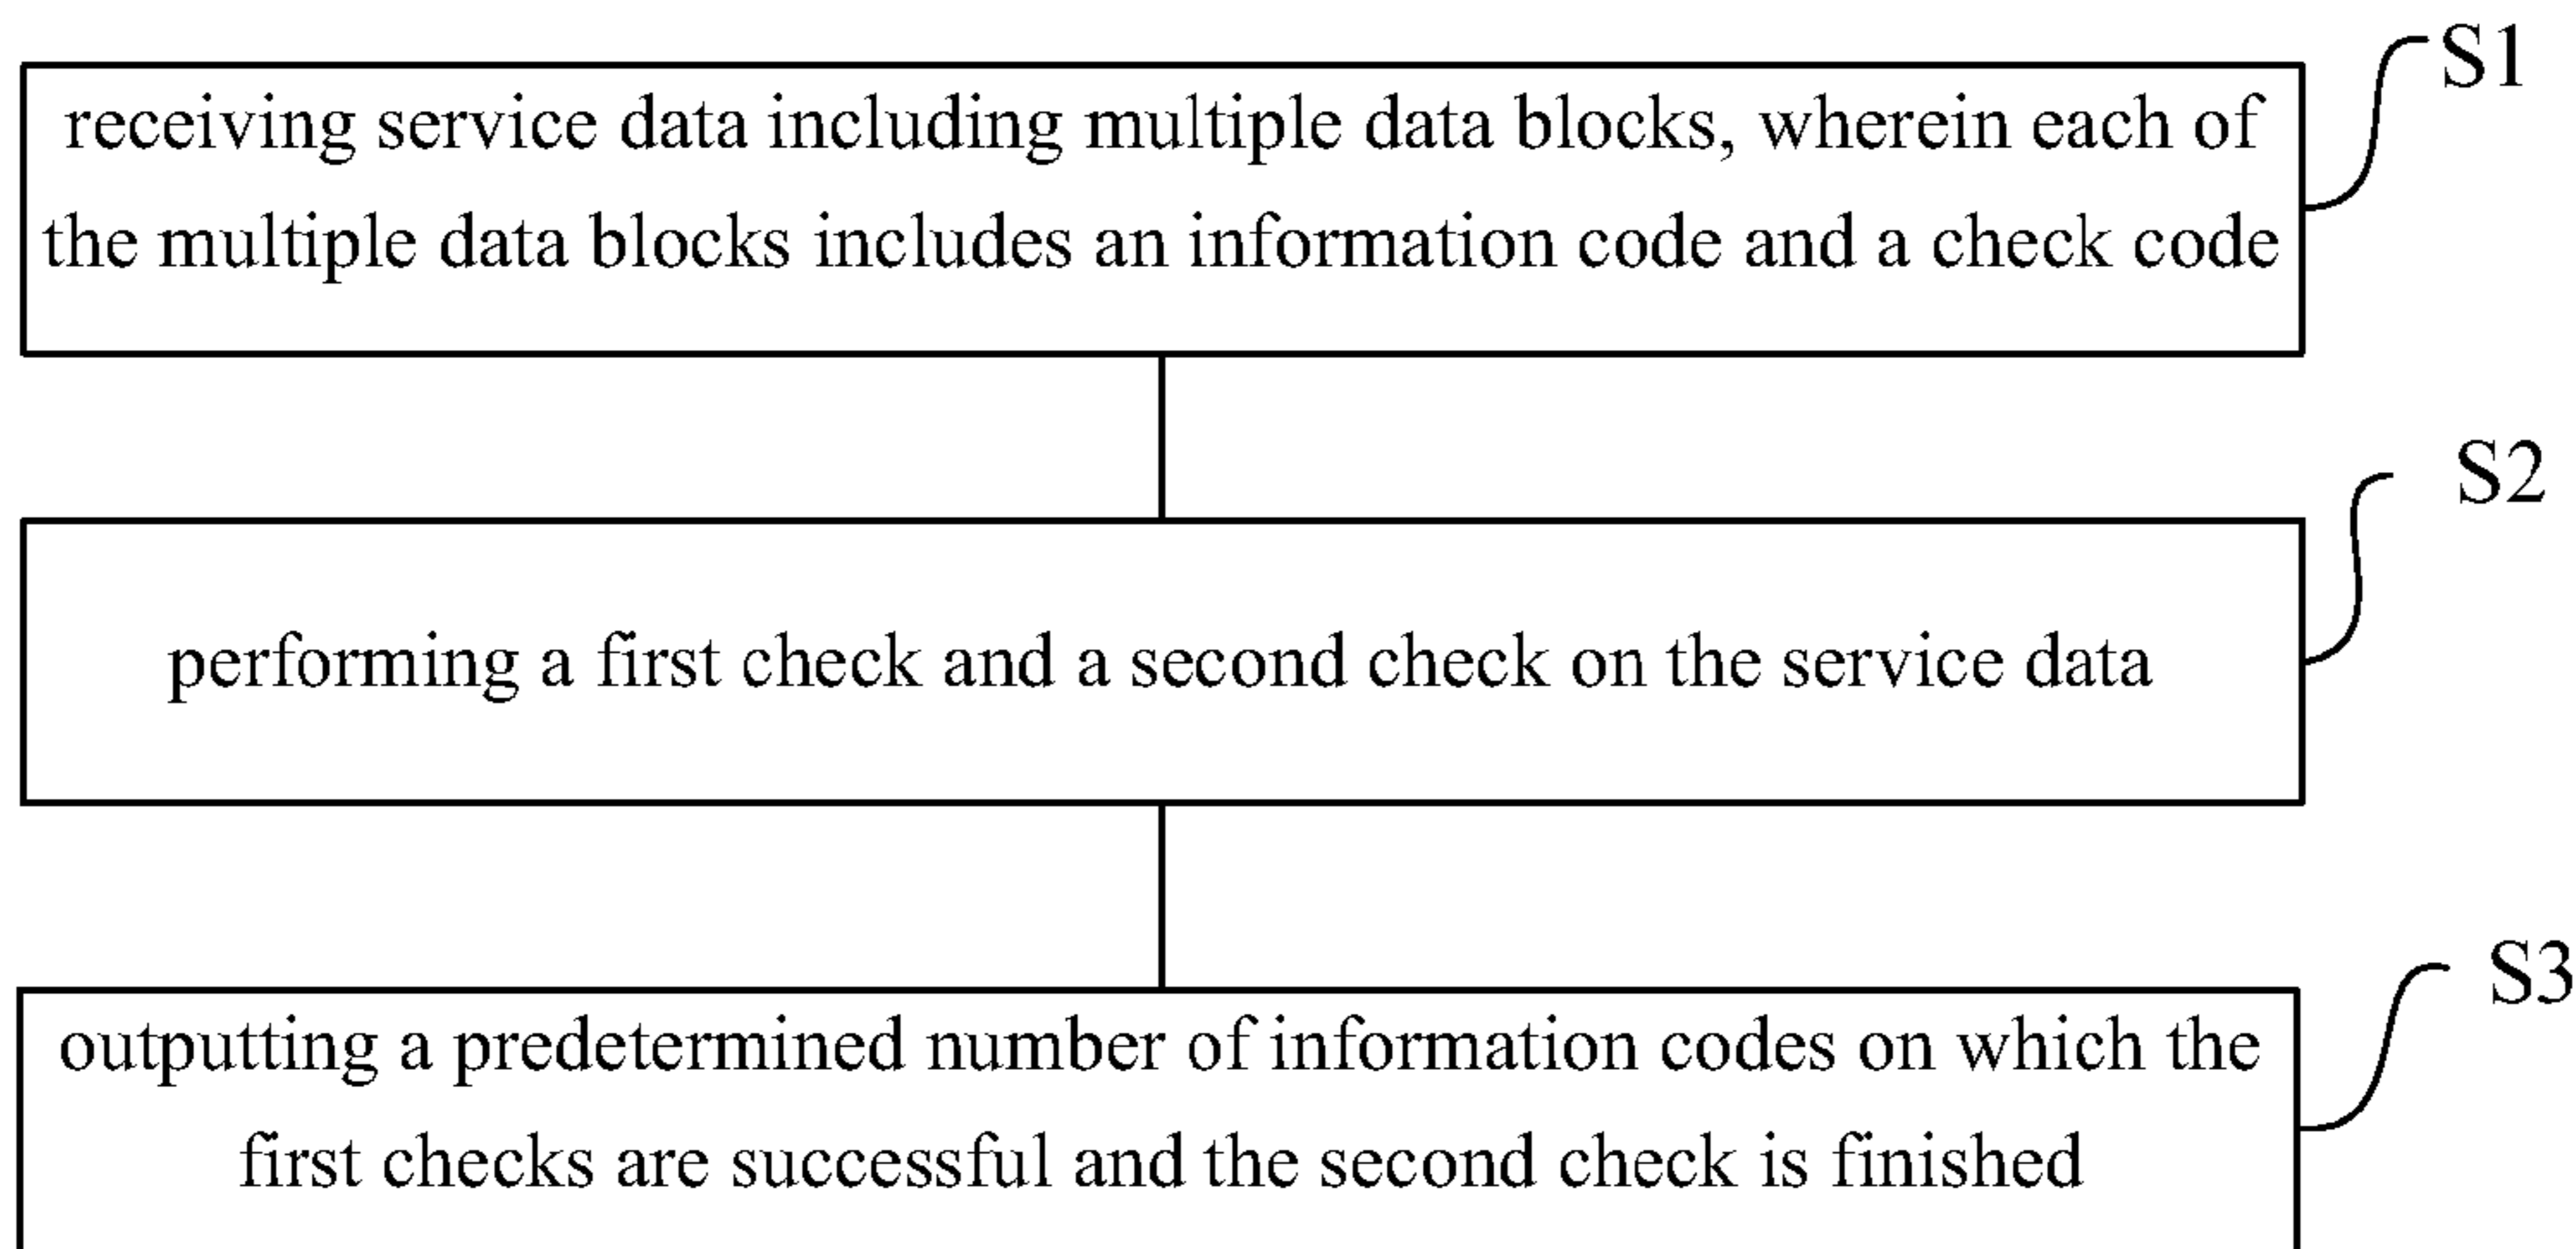 S1
receiving service data including multiple data blocks, wherein each of
the multiple data blocks includes an information code and a check code
S2
performing a first check and a second check on the service data
S3
outputting a predetermined number of information codes on which the
first checks are successful and the second check is finished